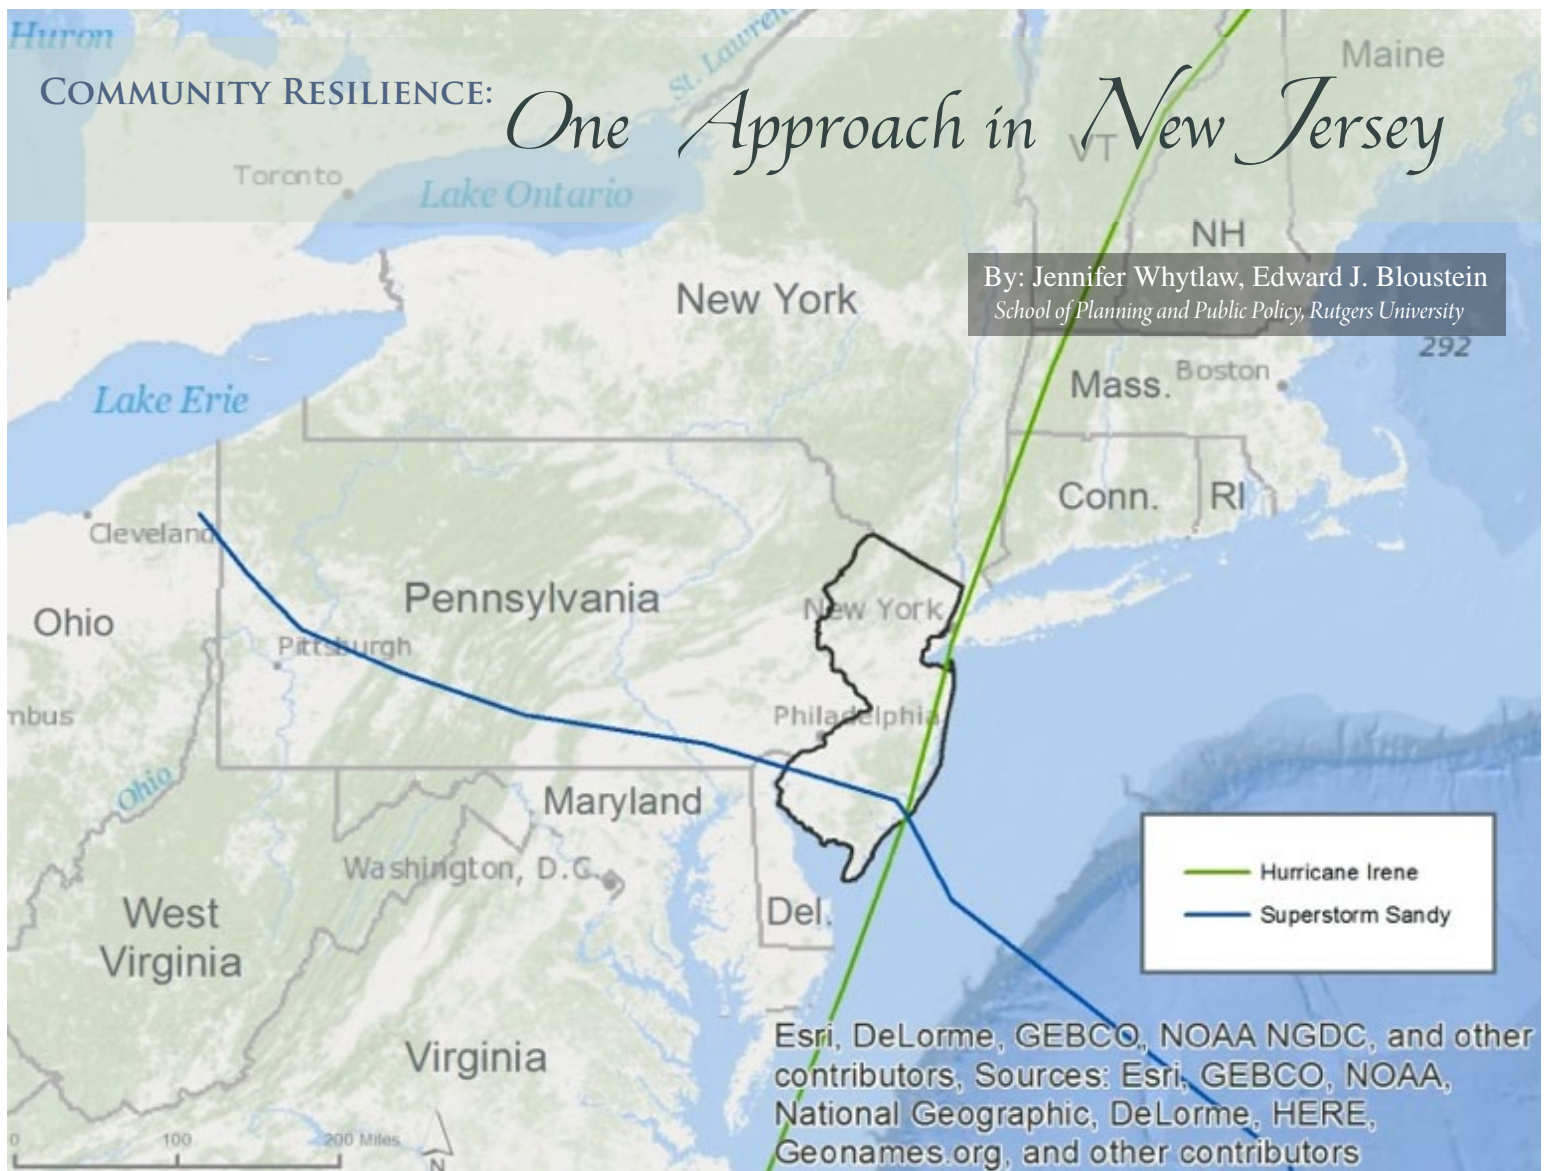 Huron
St. Lawren
Maine
COMMUNITY RESILIENCE:
One Approach in New Jersey
VT
Toronto
Lake Ontario
NH
By: Jennifer Whytlaw, Edward J. Bloustein
School of Planning and Public Policy, Rutgers University
New York
292
Boston
Mass.
Lake Erie
Conn.
RI
Cleveland
Pennsylvania
New York
Ohio
Pittsburgh
mbus
Philadelphia
Ohio
Maryland
Washington, D.C.
Hurricane Irene
Superstorm Sandy
West
Virginia
Del.
Esri, DeLorme, GEBCO, NOAA NGDC, and other
contributors, Sources: Esri, GEBCO, NOAA,
National Geographic, DeLorme, HERE,
Geonames.org, and other contributors
Virginia
0 100 200 Miles
N